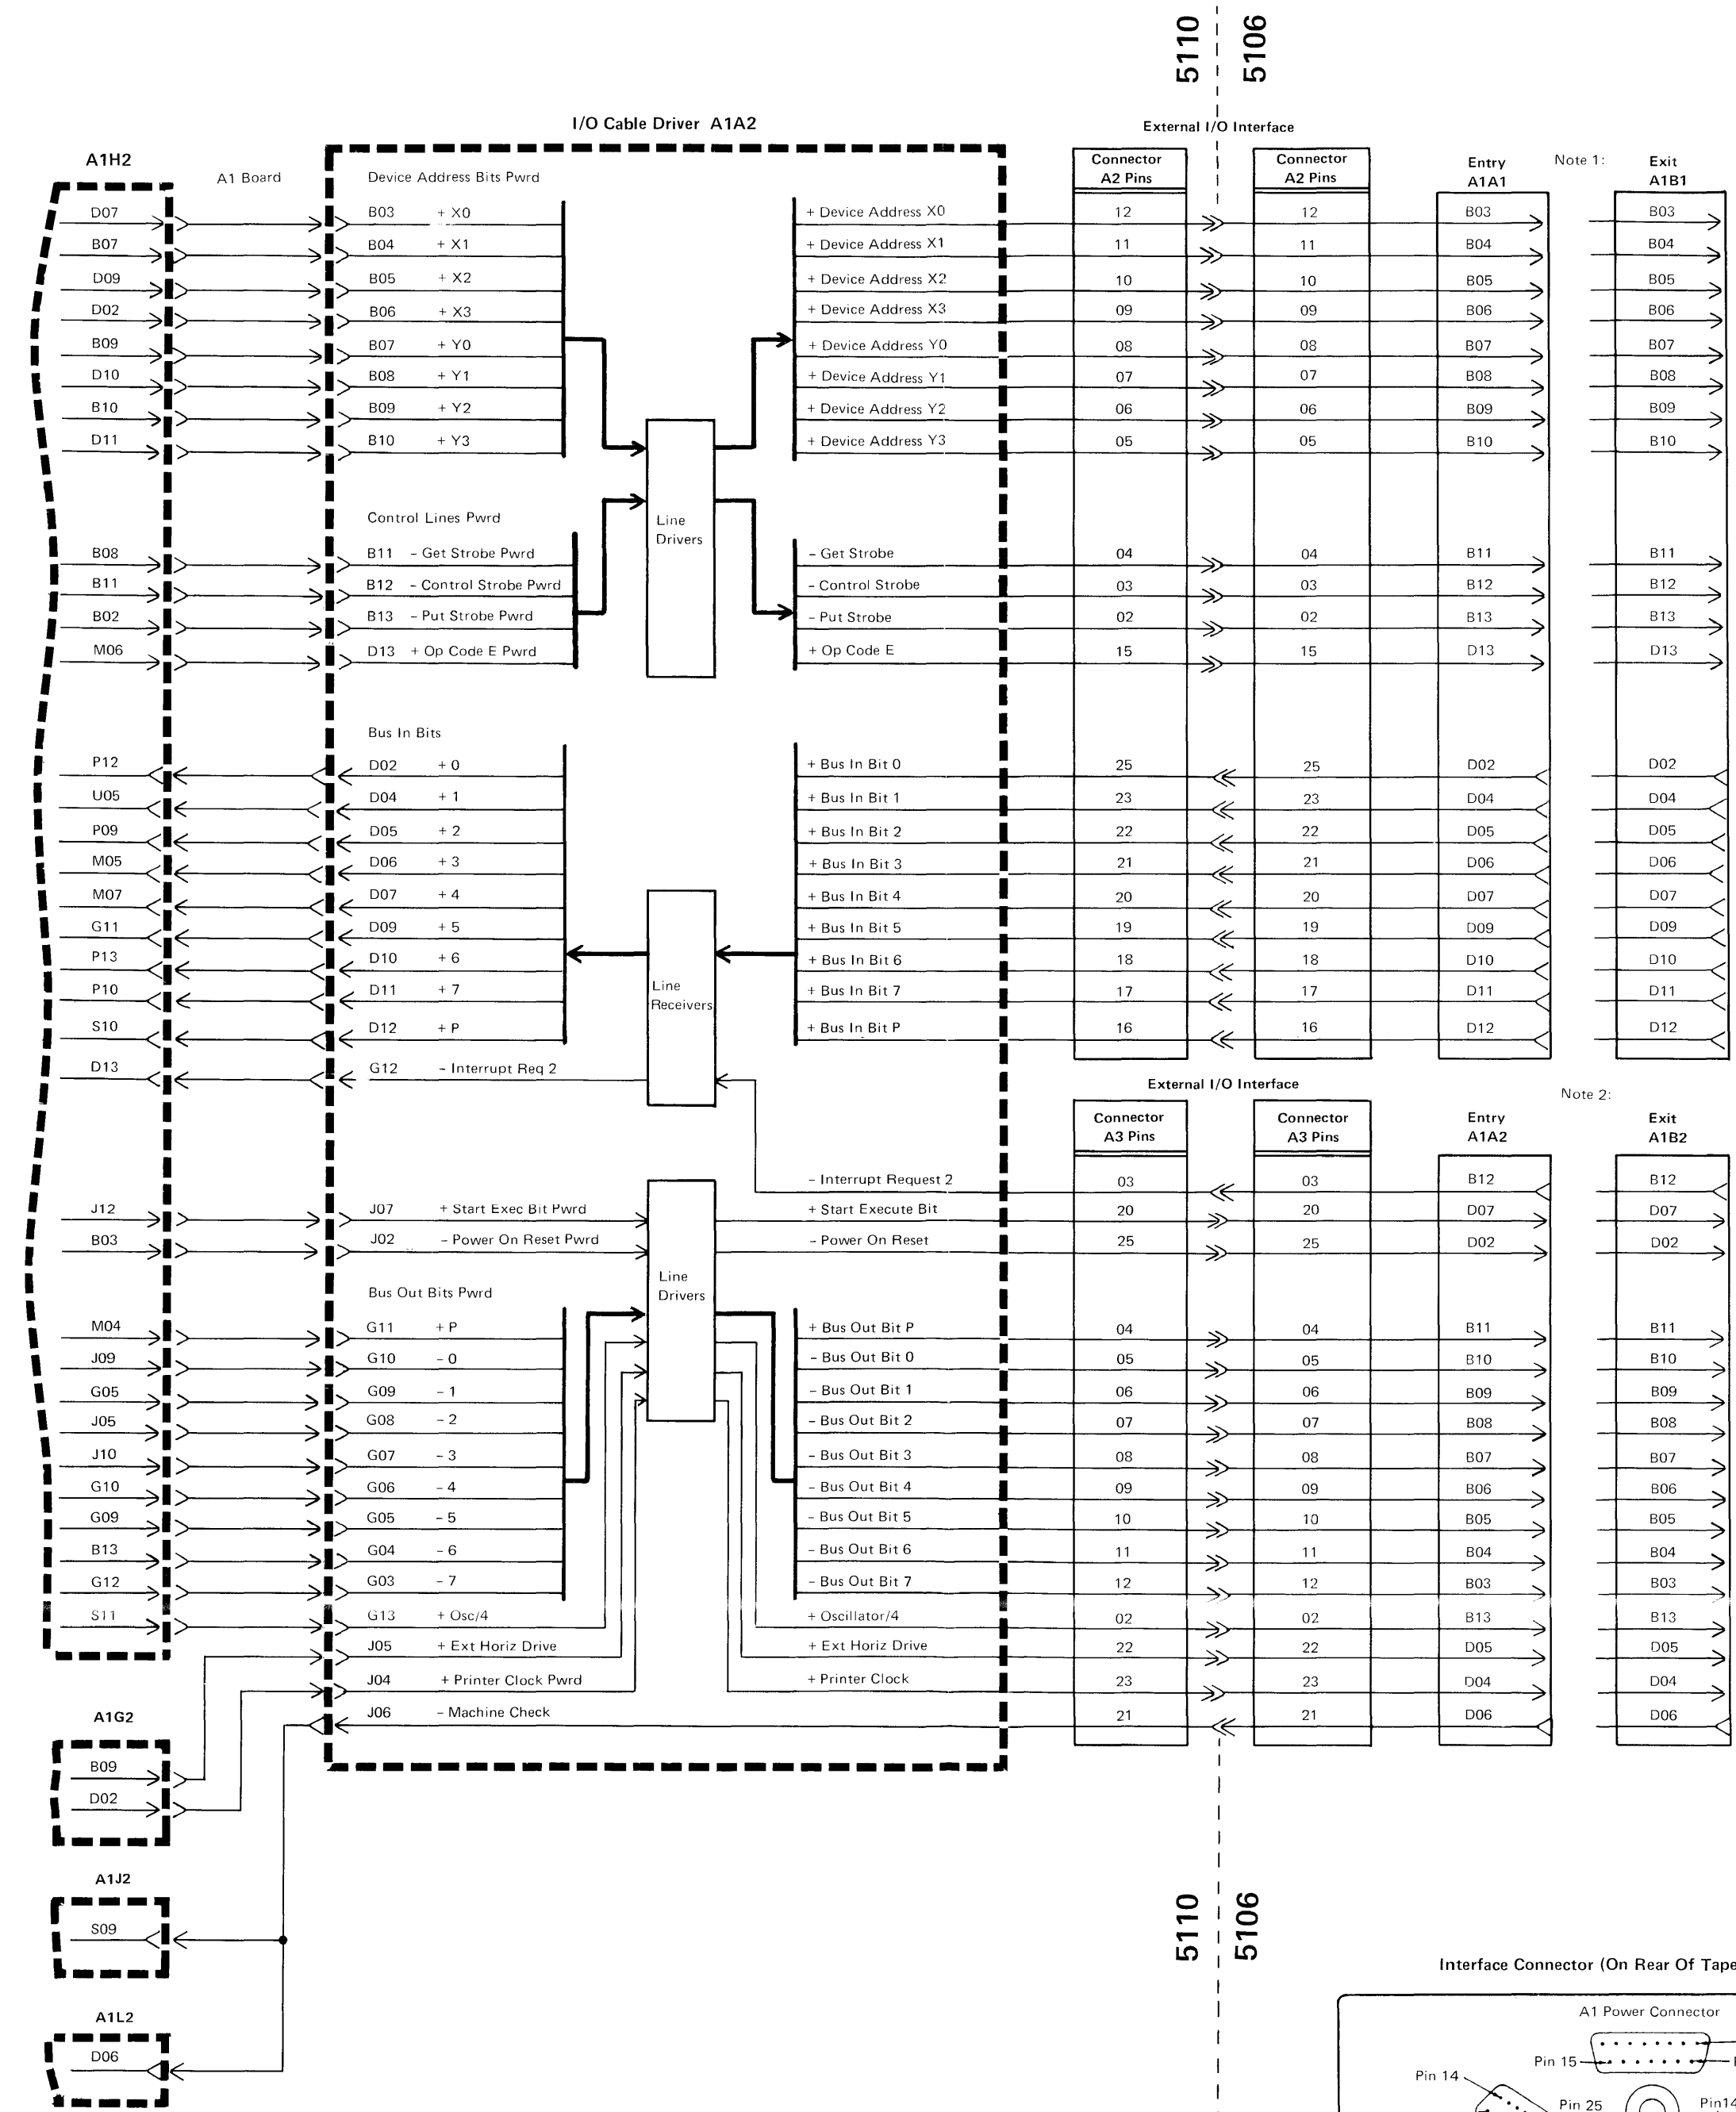 5110
5106
I/O Cable Driver A1A2
External I/O Interface
A1H2
A1 Board
Device Address Bits Pwrd
Connector A2 Pins
Connector A2 Pins
Entry A1A1
Note 1:
Exit A1B1
D07 B03 + X0 + Device Address X0 12 12 B03 B03
B07 B04 + X1 + Device Address X1 11 11 B04 B04
D09 B05 + X2 + Device Address X2 10 10 B05 B05
D02 B06 + X3 + Device Address X3 09 09 B06 B06
B09 B07 + Y0 + Device Address Y0 08 08 B07 B07
D10 B08 + Y1 + Device Address Y1 07 07 B08 B08
B10 B09 + Y2 + Device Address Y2 06 06 B09 B09
D11 B10 + Y3 + Device Address Y3 05 05 B10 B10
Control Lines Pwrd
Line Drivers
B08 B11 – Get Strobe Pwrd – Get Strobe 04 04 B11 B11
B11 B12 – Control Strobe Pwrd – Control Strobe 03 03 B12 B12
B02 B13 – Put Strobe Pwrd – Put Strobe 02 02 B13 B13
M06 D13 + Op Code E Pwrd + Op Code E 15 15 D13 D13
Bus In Bits
P12 D02 + 0 + Bus In Bit 0 25 25 D02 D02
U05 D04 + 1 + Bus In Bit 1 23 23 D04 D04
P09 D05 + 2 + Bus In Bit 2 22 22 D05 D05
M05 D06 + 3 + Bus In Bit 3 21 21 D06 D06
M07 D07 + 4 + Bus In Bit 4 20 20 D07 D07
G11 D09 + 5 + Bus In Bit 5 19 19 D09 D09
P13 D10 + 6 + Bus In Bit 6 18 18 D10 D10
P10 D11 + 7 + Bus In Bit 7 17 17 D11 D11
Line Receivers
S10 D12 + P + Bus In Bit P 16 16 D12 D12
D13 G12 – Interrupt Req 2
External I/O Interface
Note 2:
Connector A3 Pins
Connector A3 Pins
Entry A1A2
Exit A1B2
– Interrupt Request 2 03 03 B12 B12
J12 J07 + Start Exec Bit Pwrd + Start Execute Bit 20 20 D07 D07
B03 J02 – Power On Reset Pwrd – Power On Reset 25 25 D02 D02
Line Drivers
Bus Out Bits Pwrd
M04 G11 + P + Bus Out Bit P 04 04 B11 B11
J09 G10 – 0 – Bus Out Bit 0 05 05 B10 B10
G05 G09 – 1 – Bus Out Bit 1 06 06 B09 B09
J05 G08 – 2 – Bus Out Bit 2 07 07 B08 B08
J10 G07 – 3 – Bus Out Bit 3 08 08 B07 B07
G10 G06 – 4 – Bus Out Bit 4 09 09 B06 B06
G09 G05 – 5 – Bus Out Bit 5 10 10 B05 B05
B13 G04 – 6 – Bus Out Bit 6 11 11 B04 B04
G12 G03 – 7 – Bus Out Bit 7 12 12 B03 B03
S11 G13 + Osc/4 + Oscillator/4 02 02 B13 B13
J05 + Ext Horiz Drive + Ext Horiz Drive 22 22 D05 D05
J04 + Printer Clock Pwrd + Printer Clock 23 23 D04 D04
J06 – Machine Check 21 21 D06 D06
A1G2
B09
D02
A1J2
S09
A1L2
D06
5110
5106
Interface Connector (On Rear Of Tape
A1 Power Connector
Pin 15
Pin 14
Pin 25
Pin14